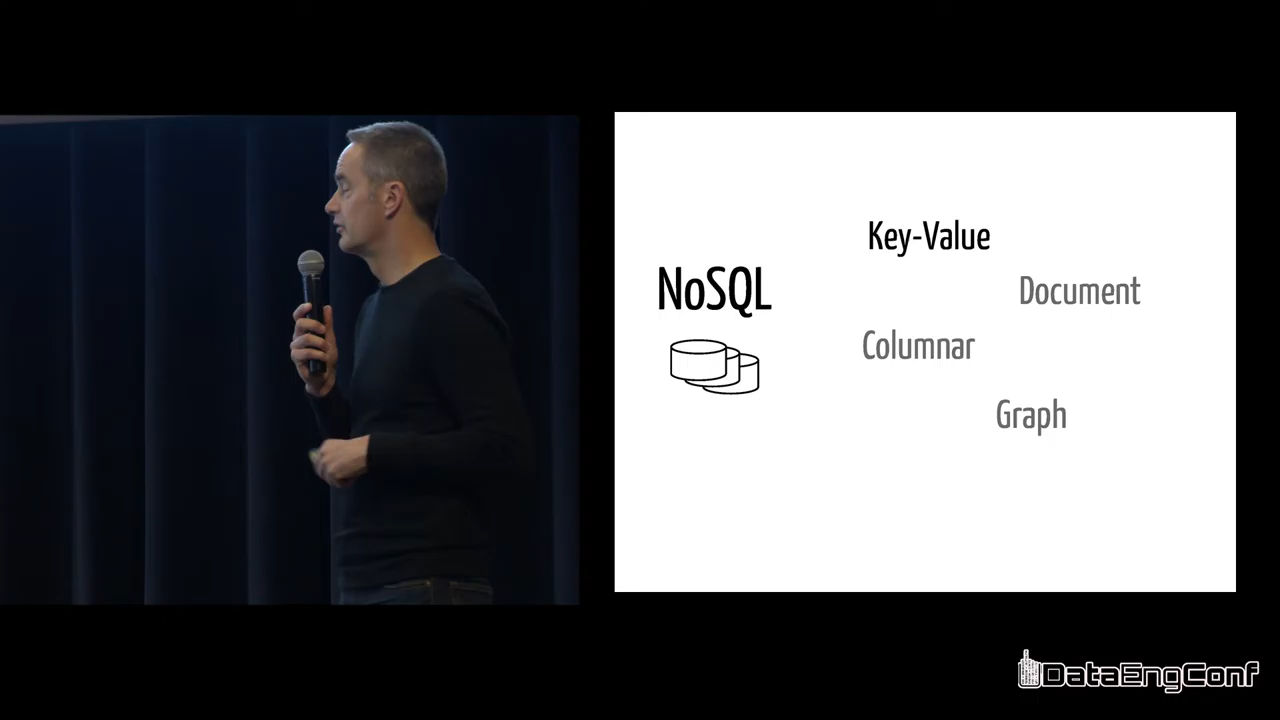 Key-Value
NoSQL
Document
Columnar
Graph
DataEngConf